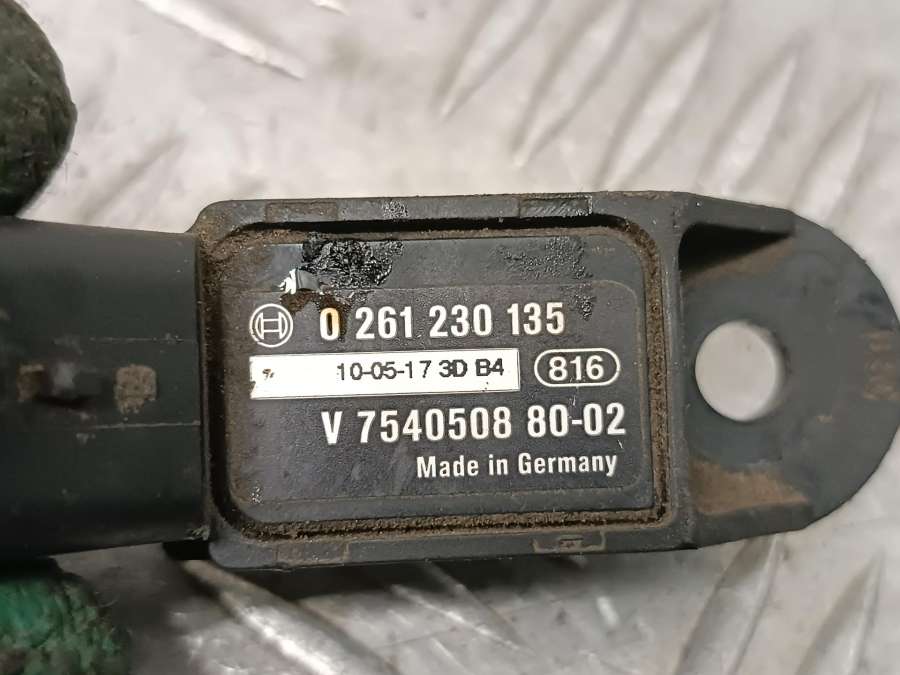 0 261 230 135
10-05-17 3D B4
816
V 7540508 80-02
Made in Germany